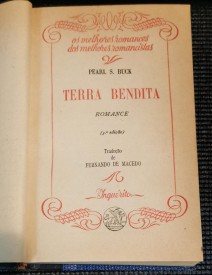 os melhores romances
dos melhores romancistas
PEARL S. BUCK
TERRA BENDITA
ROMANCE
Tradução
de
FERNANDO DE MACEDO
Inquérito